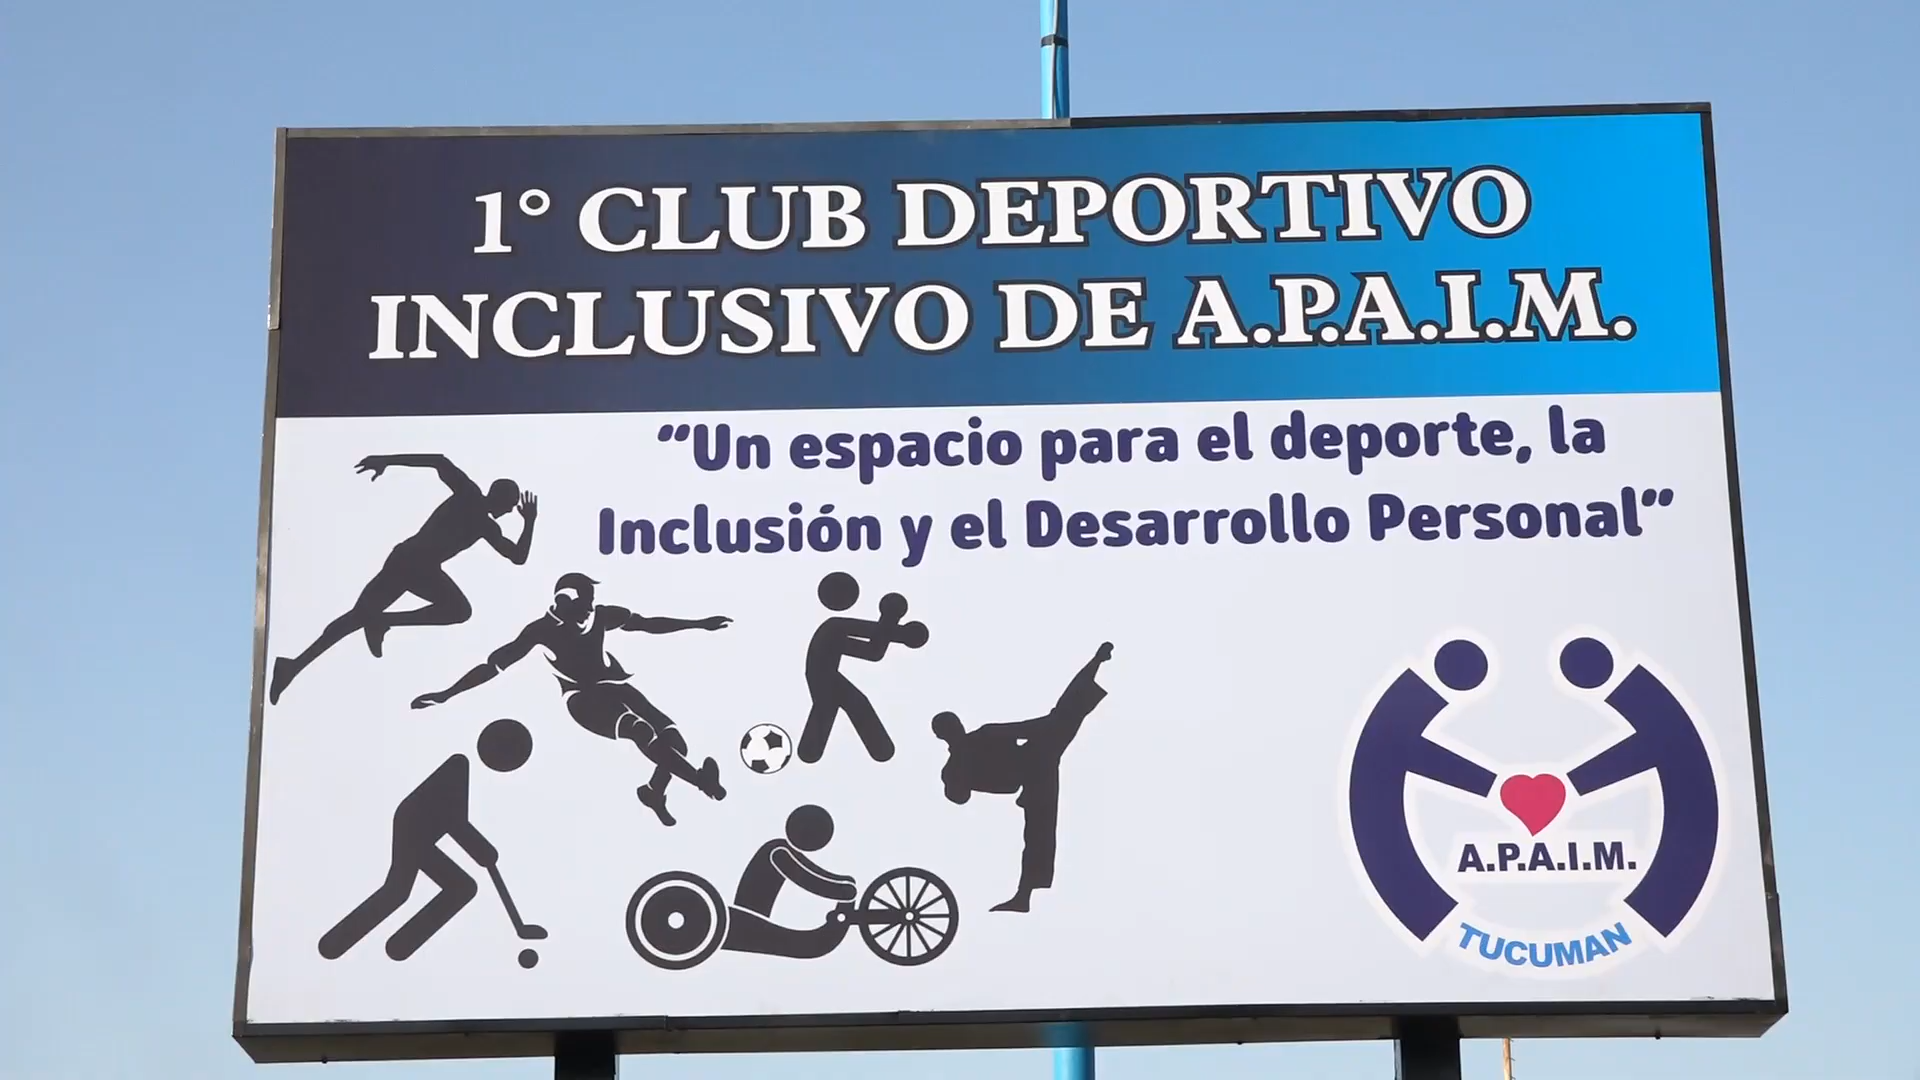 1° CLUB DEPORTIVO
INCLUSIVO DE A.P.A.I.M.
“Un espacio para el deporte, la
Inclusión y el Desarrollo Personal”
A.P.A.I.M.
TUCUMAN